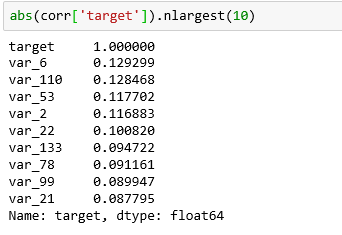 abs(corr['target']).nlargest(10)
target 1.000000
var_6 0.129299
var_110 0.128468
var_53 0.117702
var_2 0.116883
var_22 0.100820
var_133 0.094722
var_78 0.091161
var_99 0.089947
var_21 0.087795
Name: target, dtype: float64